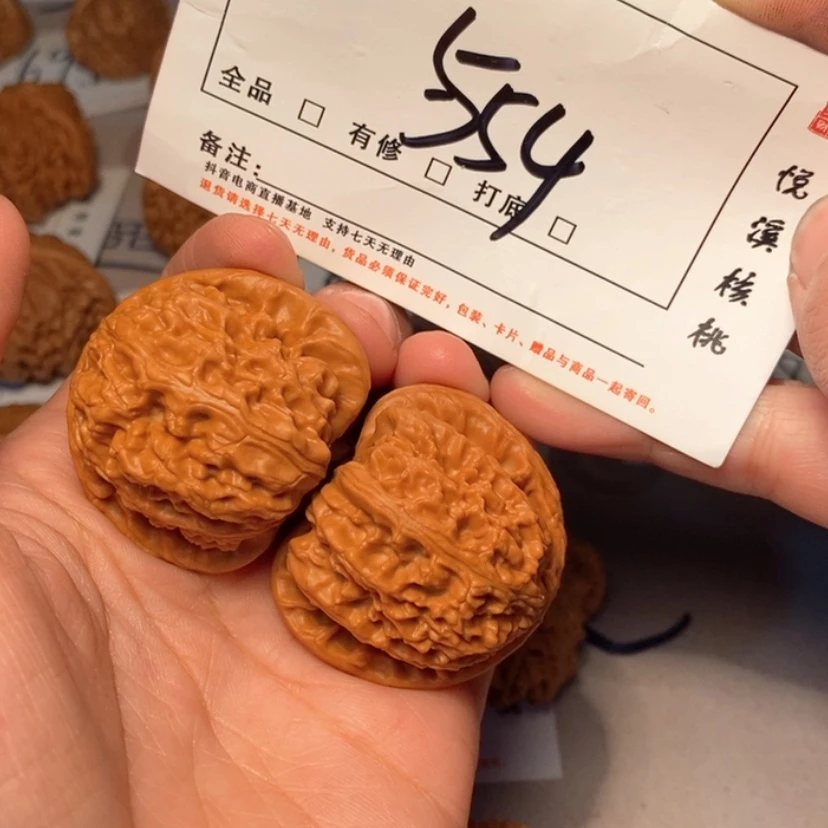 554
全品 □ 有修 □ 打底 □
备注:
抖音电商直播基地 支持七天无理由
退货请选择七天无理由,货品必须保证完好,包装、卡片、赠品与商品一起寄回。
悦溪核桃